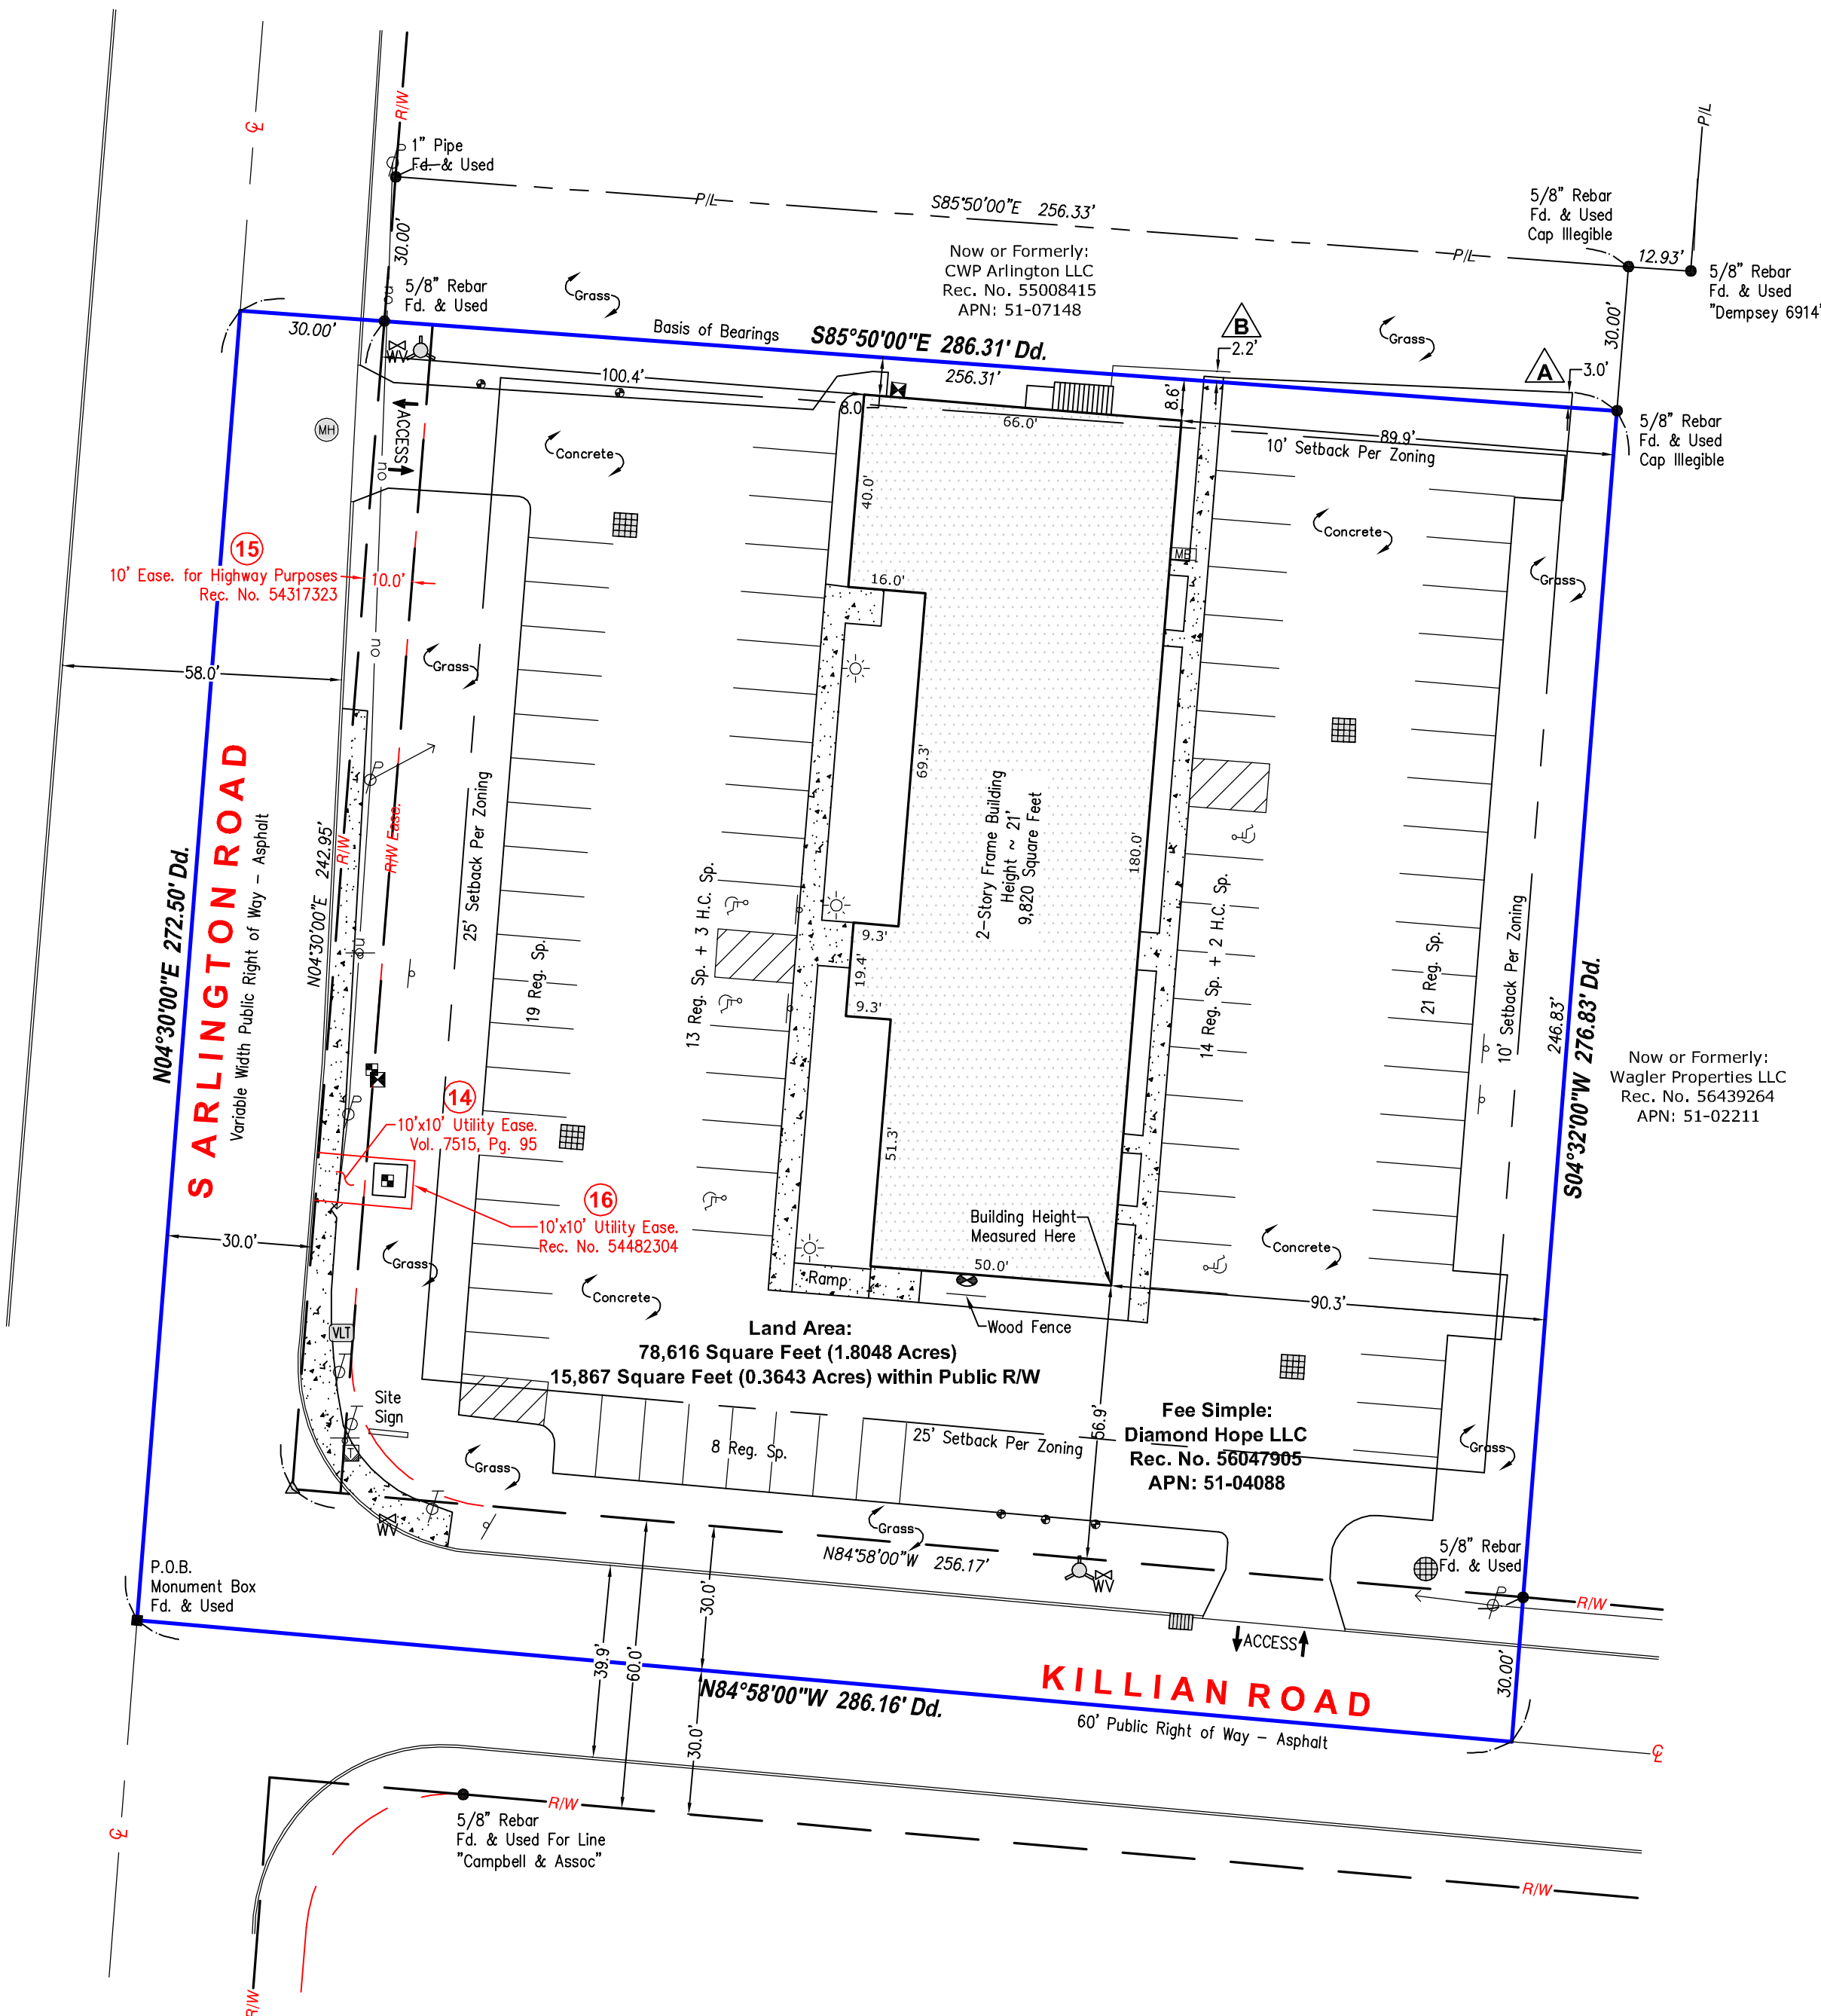 ℄
R/W
1" Pipe
Fd. & Used
P/L
S85°50'00"E 256.33'
P/L
P/L
5/8" Rebar
Fd. & Used
Cap Illegible
12.93'
5/8" Rebar
Fd. & Used
"Dempsey 6914"
30.00'
30.00'
Now or Formerly:
CWP Arlington LLC
Rec. No. 55008415
APN: 51-07148
5/8" Rebar
Fd. & Used
Grass
Grass
30.00'
Basis of Bearings
S85°50'00"E 286.31' Dd.
256.31'
B
2.2'
A
3.0'
WV
100.4'
8.0'
8.6'
66.0'
89.9'
10' Setback Per Zoning
5/8" Rebar
Fd. & Used
Cap Illegible
MH
ACCESS
Concrete
40.0'
Concrete
MB
15
10' Ease. for Highway Purposes
Rec. No. 54317323
10.0'
16.0'
Grass
Grass
58.0'
S ARLINGTON ROAD
Variable Width Public Right of Way – Asphalt
N04°30'00"E 272.50' Dd.
N04°30'00"E 242.95'
R/W
R/W Ease.
25' Setback Per Zoning
19 Reg. Sp.
13 Reg. Sp. + 3 H.C. Sp.
69.3'
9.3'
19.4'
9.3'
51.3'
2–Story Frame Building
Height ~ 21'
9,820 Square Feet
180.0'
14 Reg. Sp. + 2 H.C. Sp.
21 Reg. Sp.
10' Setback Per Zoning
246.83'
S04°32'00"W 276.83' Dd.
Now or Formerly:
Wagler Properties LLC
Rec. No. 56439264
APN: 51-02211
14
10'x10' Utility Ease.
Vol. 7515, Pg. 95
16
10'x10' Utility Ease.
Rec. No. 54482304
30.0'
Grass
Concrete
Ramp
50.0'
Building Height
Measured Here
Concrete
90.3'
Wood Fence
VLT
Land Area:
78,616 Square Feet (1.8048 Acres)
15,867 Square Feet (0.3643 Acres) within Public R/W
Site
Sign
T
Grass
8 Reg. Sp.
25' Setback Per Zoning
56.9'
Fee Simple:
Diamond Hope LLC
Rec. No. 56047905
APN: 51-04088
Grass
WV
Grass
N84°58'00"W 256.17'
WV
5/8" Rebar
Fd. & Used
R/W
P.O.B.
Monument Box
Fd. & Used
30.0'
39.9'
60.0'
30.0'
ACCESS
30.00'
N84°58'00"W 286.16' Dd.
KILLIAN ROAD
60' Public Right of Way – Asphalt
℄
℄
R/W
5/8" Rebar
Fd. & Used For Line
"Campbell & Assoc"
R/W
R/W